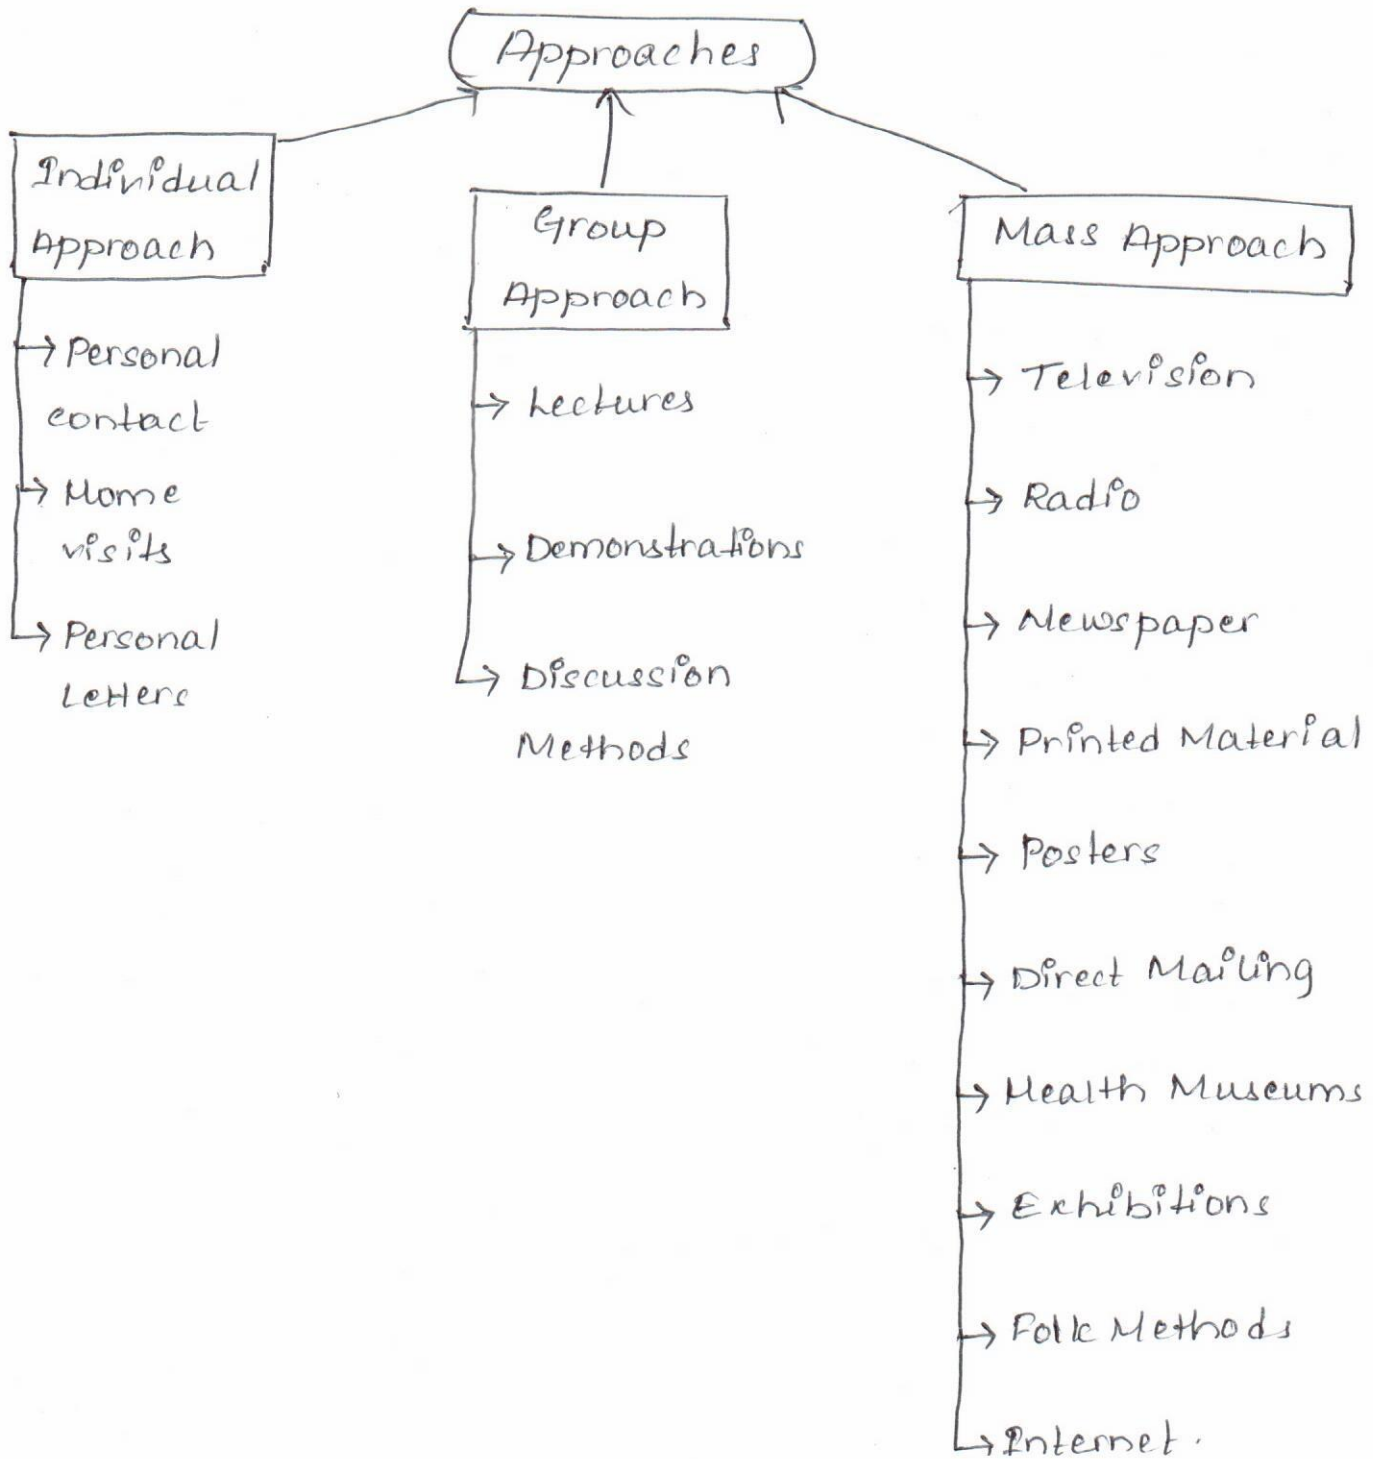 Approaches
Individual
Approach
Personal
contact
Home
visits
Personal
Letters
Group
Approach
Lectures
Demonstrations
Discussion
Methods
Mass Approach
Television
Radio
Newspaper
Printed Material
Posters
Direct Mailing
Health Museums
Exhibitions
Folk Methods
Internet.